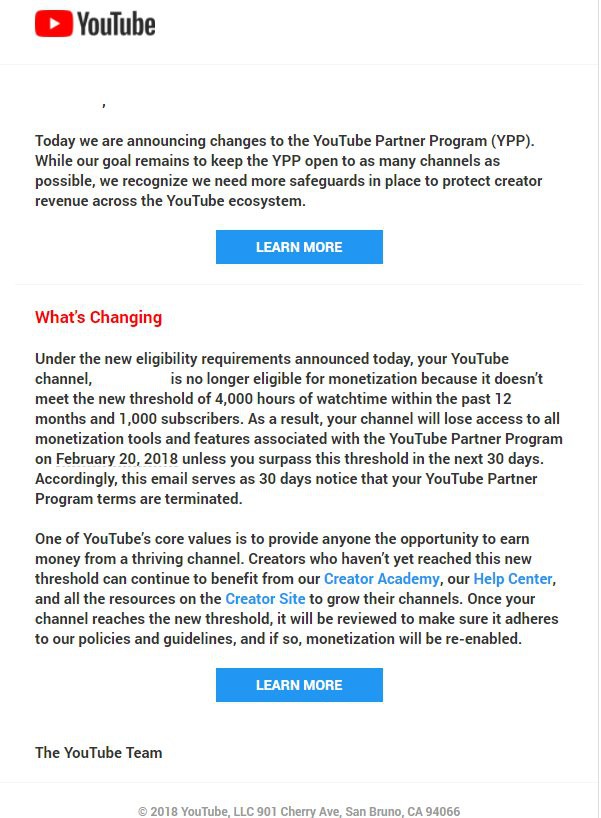 YouTube
,
Today we are announcing changes to the YouTube Partner Program (YPP).
While our goal remains to keep the YPP open to as many channels as
possible, we recognize we need more safeguards in place to protect creator
revenue across the YouTube ecosystem.
LEARN MORE
What's Changing
Under the new eligibility requirements announced today, your YouTube
channel, is no longer eligible for monetization because it doesn’t
meet the new threshold of 4,000 hours of watchtime within the past 12
months and 1,000 subscribers. As a result, your channel will lose access to all
monetization tools and features associated with the YouTube Partner Program
on February 20, 2018 unless you surpass this threshold in the next 30 days.
Accordingly, this email serves as 30 days notice that your YouTube Partner
Program terms are terminated.
One of YouTube’s core values is to provide anyone the opportunity to earn
money from a thriving channel. Creators who haven’t yet reached this new
threshold can continue to benefit from our Creator Academy, our Help Center,
and all the resources on the Creator Site to grow their channels. Once your
channel reaches the new threshold, it will be reviewed to make sure it adheres
to our policies and guidelines, and if so, monetization will be re-enabled.
LEARN MORE
The YouTube Team
© 2018 YouTube, LLC 901 Cherry Ave, San Bruno, CA 94066